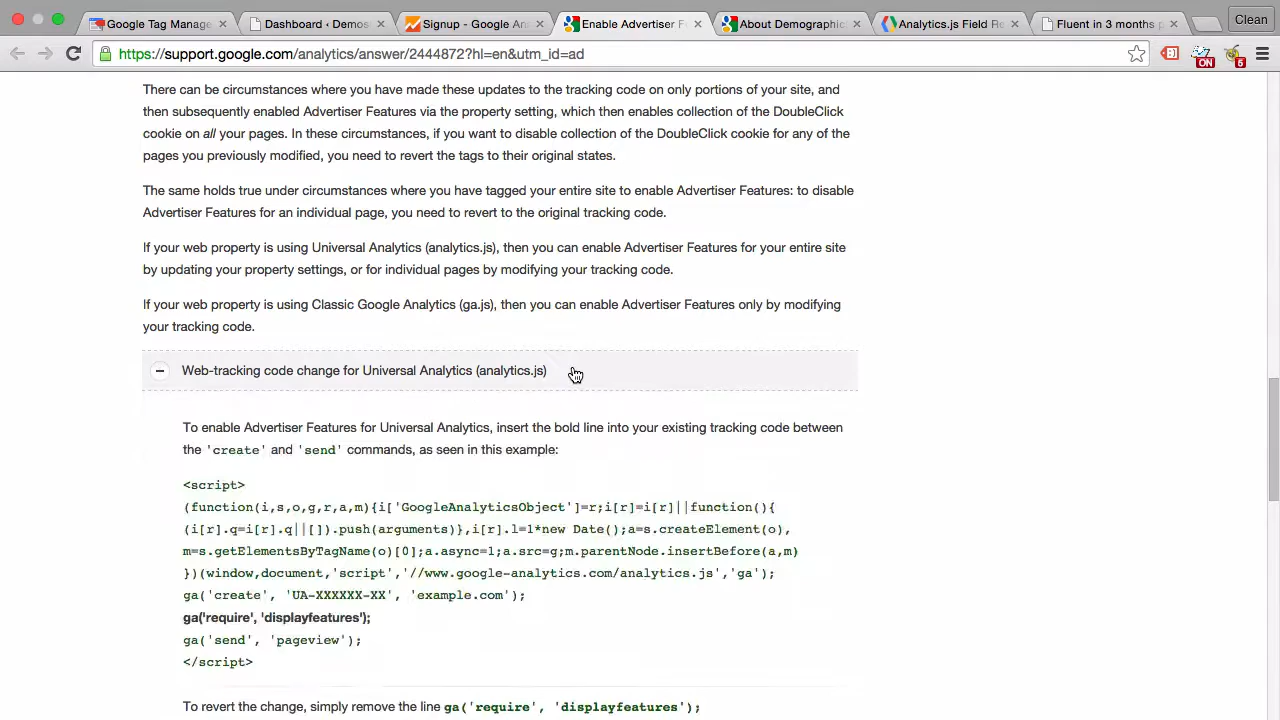 Google Tag Manage
Dashboard ‹ Demos
Signup - Google An
Enable Advertiser F
About Demographic
Analytics.js Field Re
Fluent in 3 months p
Clean
https://support.google.com/analytics/answer/2444872?hl=en&utm_id=ad
ON
6
There can be circumstances where you have made these updates to the tracking code on only portions of your site, and
then subsequently enabled Advertiser Features via the property setting, which then enables collection of the DoubleClick
cookie on all your pages. In these circumstances, if you want to disable collection of the DoubleClick cookie for any of the
pages you previously modified, you need to revert the tags to their original states.
The same holds true under circumstances where you have tagged your entire site to enable Advertiser Features: to disable
Advertiser Features for an individual page, you need to revert to the original tracking code.
If your web property is using Universal Analytics (analytics.js), then you can enable Advertiser Features for your entire site
by updating your property settings, or for individual pages by modifying your tracking code.
If your web property is using Classic Google Analytics (ga.js), then you can enable Advertiser Features only by modifying
your tracking code.
Web-tracking code change for Universal Analytics (analytics.js)
To enable Advertiser Features for Universal Analytics, insert the bold line into your existing tracking code between
the 'create' and 'send' commands, as seen in this example:
<script>
(function(i,s,o,g,r,a,m){i['GoogleAnalyticsObject']=r;i[r]=i[r]||function(){
(i[r].q=i[r].q||[]).push(arguments)},i[r].l=1*new Date();a=s.createElement(o),
m=s.getElementsByTagName(o)[0];a.async=1;a.src=g;m.parentNode.insertBefore(a,m)
})(window,document,'script','//www.google-analytics.com/analytics.js','ga');
ga('create', 'UA-XXXXXX-XX', 'example.com');
ga('require', 'displayfeatures');
ga('send', 'pageview');
</script>
To revert the change, simply remove the line ga('require', 'displayfeatures');